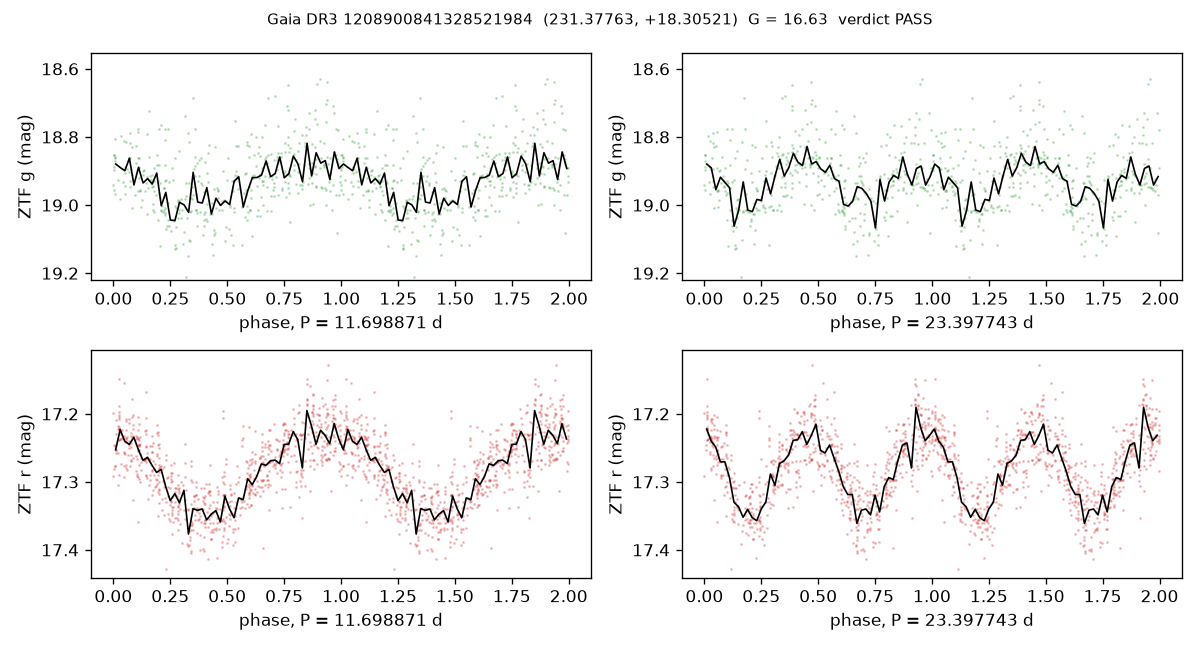 Gaia DR3 1208900841328521984  (231.37763, +18.30521)  G = 16.63  verdict PASS
ZTF g (mag)
18.6
18.8
19.0
19.2
0.00 0.25 0.50 0.75 1.00 1.25 1.50 1.75 2.00
phase, P = 11.698871 d
ZTF g (mag)
18.6
18.8
19.0
19.2
0.00 0.25 0.50 0.75 1.00 1.25 1.50 1.75 2.00
phase, P = 23.397743 d
ZTF r (mag)
17.2
17.3
17.4
0.00 0.25 0.50 0.75 1.00 1.25 1.50 1.75 2.00
phase, P = 11.698871 d
ZTF r (mag)
17.2
17.3
17.4
0.00 0.25 0.50 0.75 1.00 1.25 1.50 1.75 2.00
phase, P = 23.397743 d